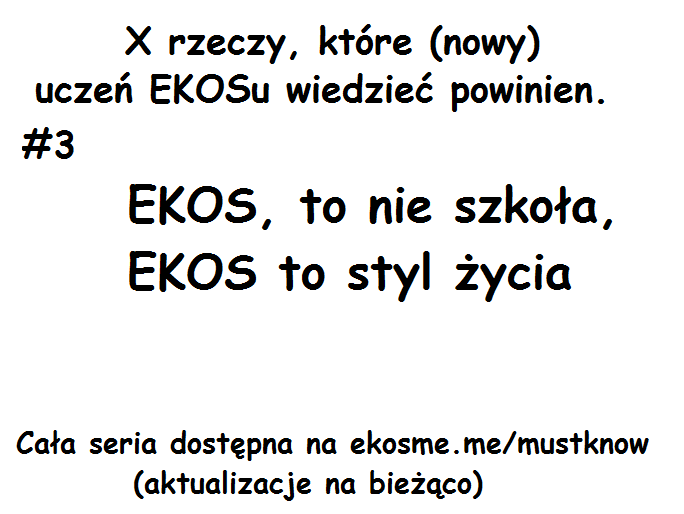 X rzeczy, które (nowy)
uczeń EKOSu wiedzieć powinien.
#3
EKOS, to nie szkoła,
EKOS to styl życia
Cała seria dostępna na ekosme.me/mustknow
(aktualizacje na bieżąco)